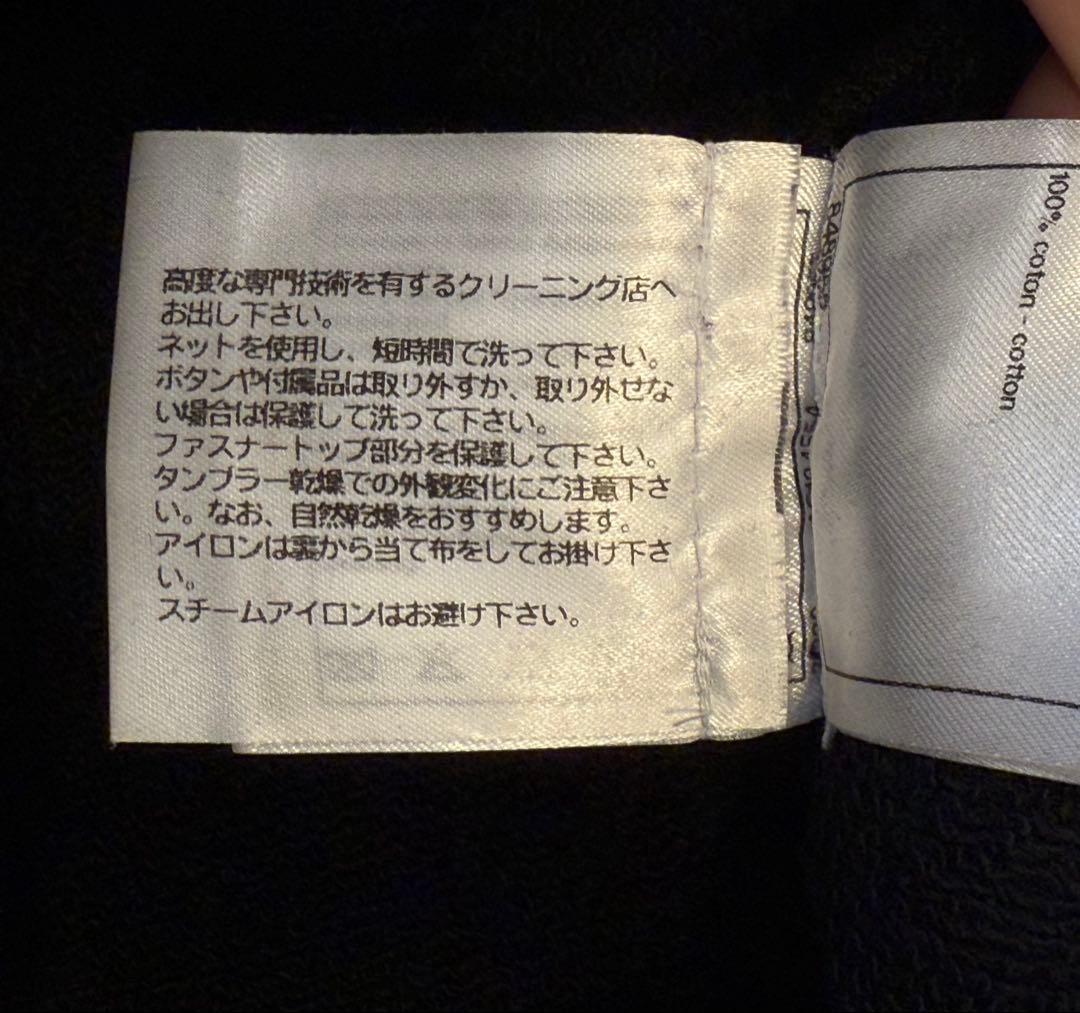 高度な専門技術を有するクリーニング店へ
お出し下さい。
ネットを使用し、短時間で洗って下さい。
ボタンや付属品は取り外すか、取り外せな
い場合は保護して洗って下さい。
ファスナートップ部分を保護して下さい。
タンブラー乾燥での外観変化にご注意下さ
い。なお、自然乾燥をおすすめします。
アイロンは裏から当て布をしてお掛け下さ
い。
スチームアイロンはお避け下さい。
100% coton - cotton